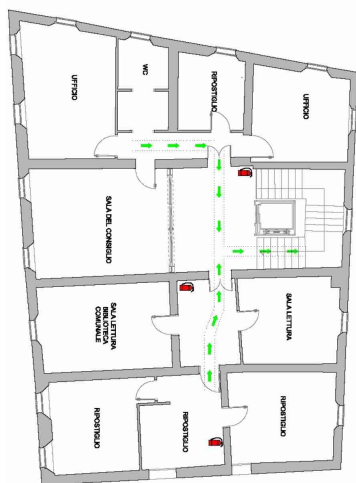 UFFICIO
WC
RIPOSTIGLIO
UFFICIO
SALA DEL CONSIGLIO
SALA LETTURA
BIBLIOTECA
COMUNALE
SALA LETTURA
RIPOSTIGLIO
RIPOSTIGLIO
RIPOSTIGLIO